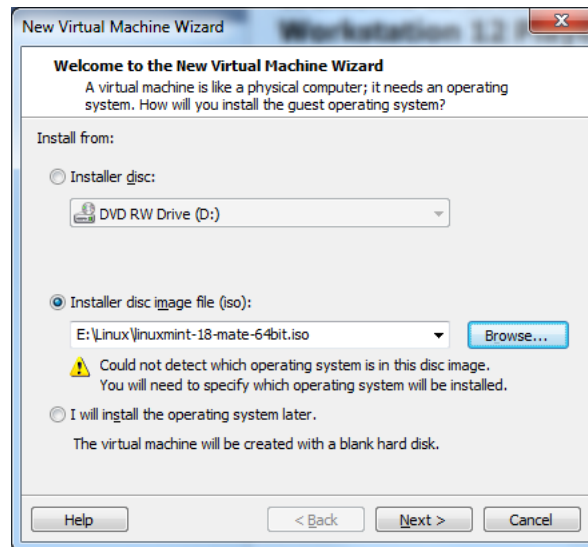 New Virtual Machine Wizard
Workstation 12 Play
Welcome to the New Virtual Machine Wizard
A virtual machine is like a physical computer; it needs an operating
system. How will you install the guest operating system?
Install from:
Installer disc:
DVD RW Drive (D:)
Installer disc image file (iso):
E:\Linux\linuxmint-18-mate-64bit.iso
Browse...
Could not detect which operating system is in this disc image.
You will need to specify which operating system will be installed.
I will install the operating system later.
The virtual machine will be created with a blank hard disk.
Help
< Back
Next >
Cancel